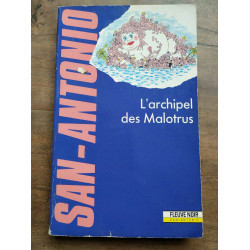 SAN-ANTONIO
L'archipel
des Malotrus
FLEUVE NOIR